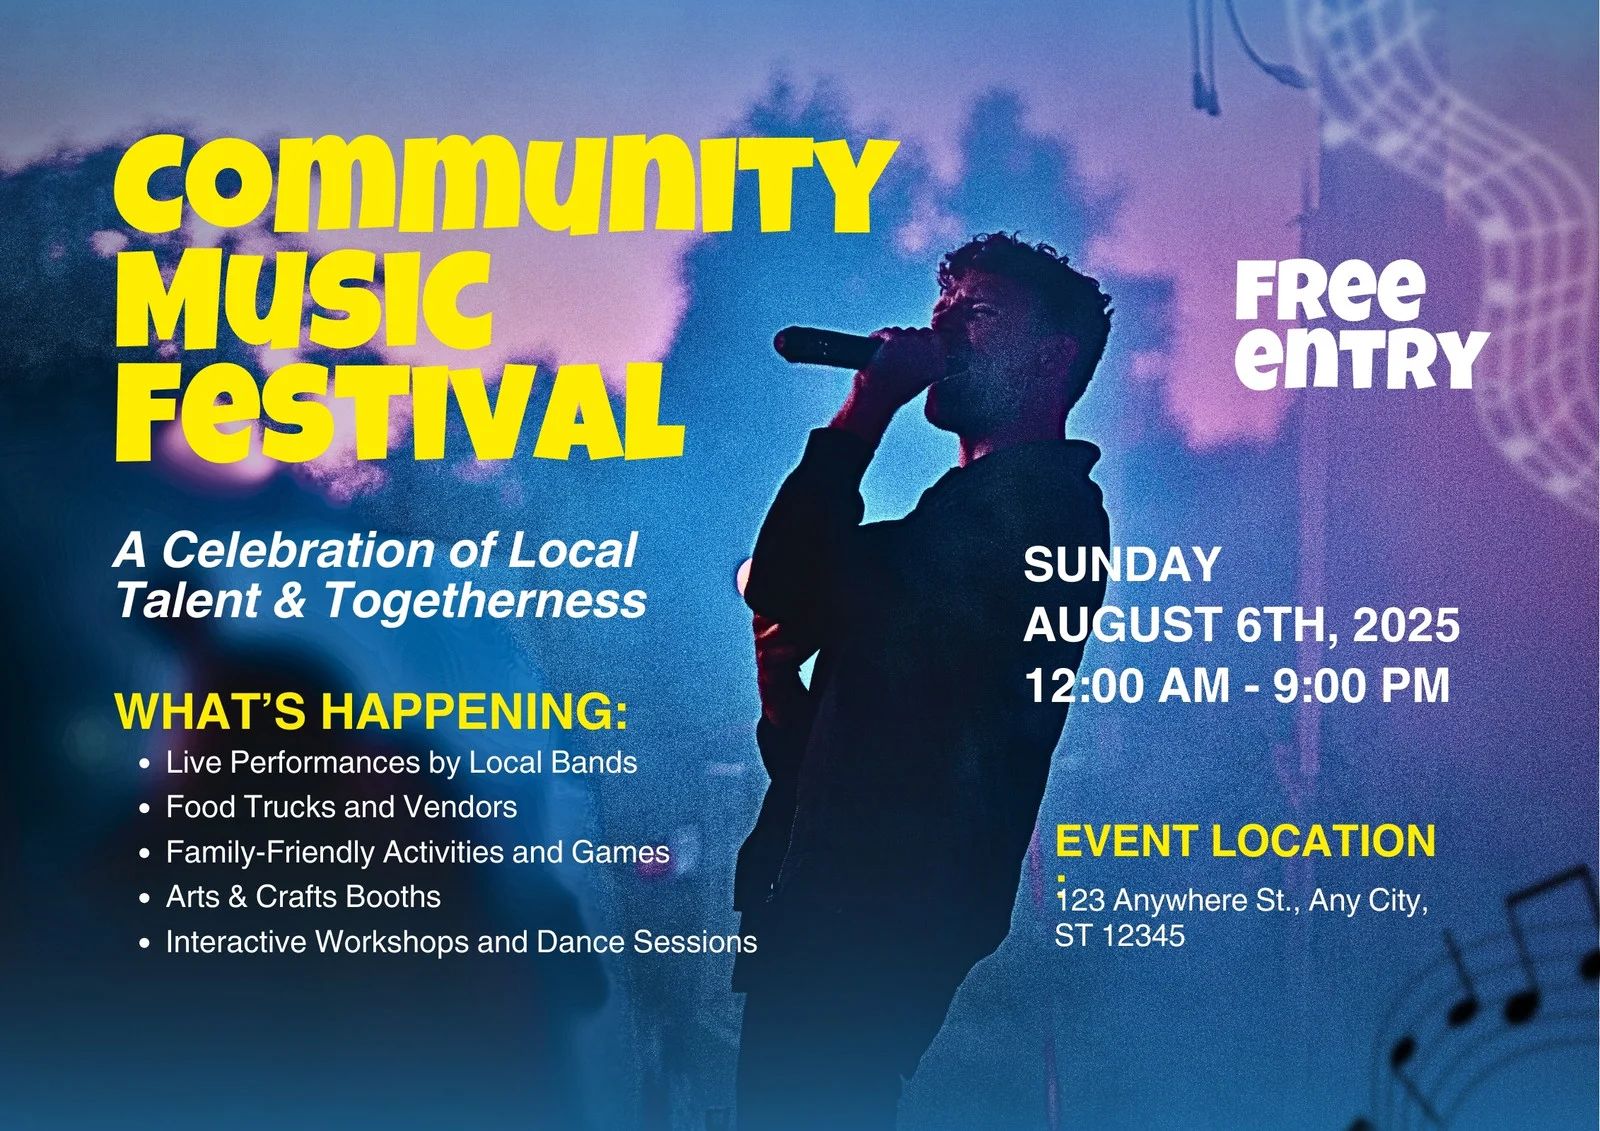 COMMUNITY
MUSIC
FESTIVAL
FREE
ENTRY
A Celebration of Local
Talent & Togetherness
SUNDAY
AUGUST 6TH, 2025
12:00 AM - 9:00 PM
WHAT'S HAPPENING:
• Live Performances by Local Bands
• Food Trucks and Vendors
• Family-Friendly Activities and Games
• Arts & Crafts Booths
• Interactive Workshops and Dance Sessions
EVENT LOCATION
:
123 Anywhere St., Any City,
ST 12345